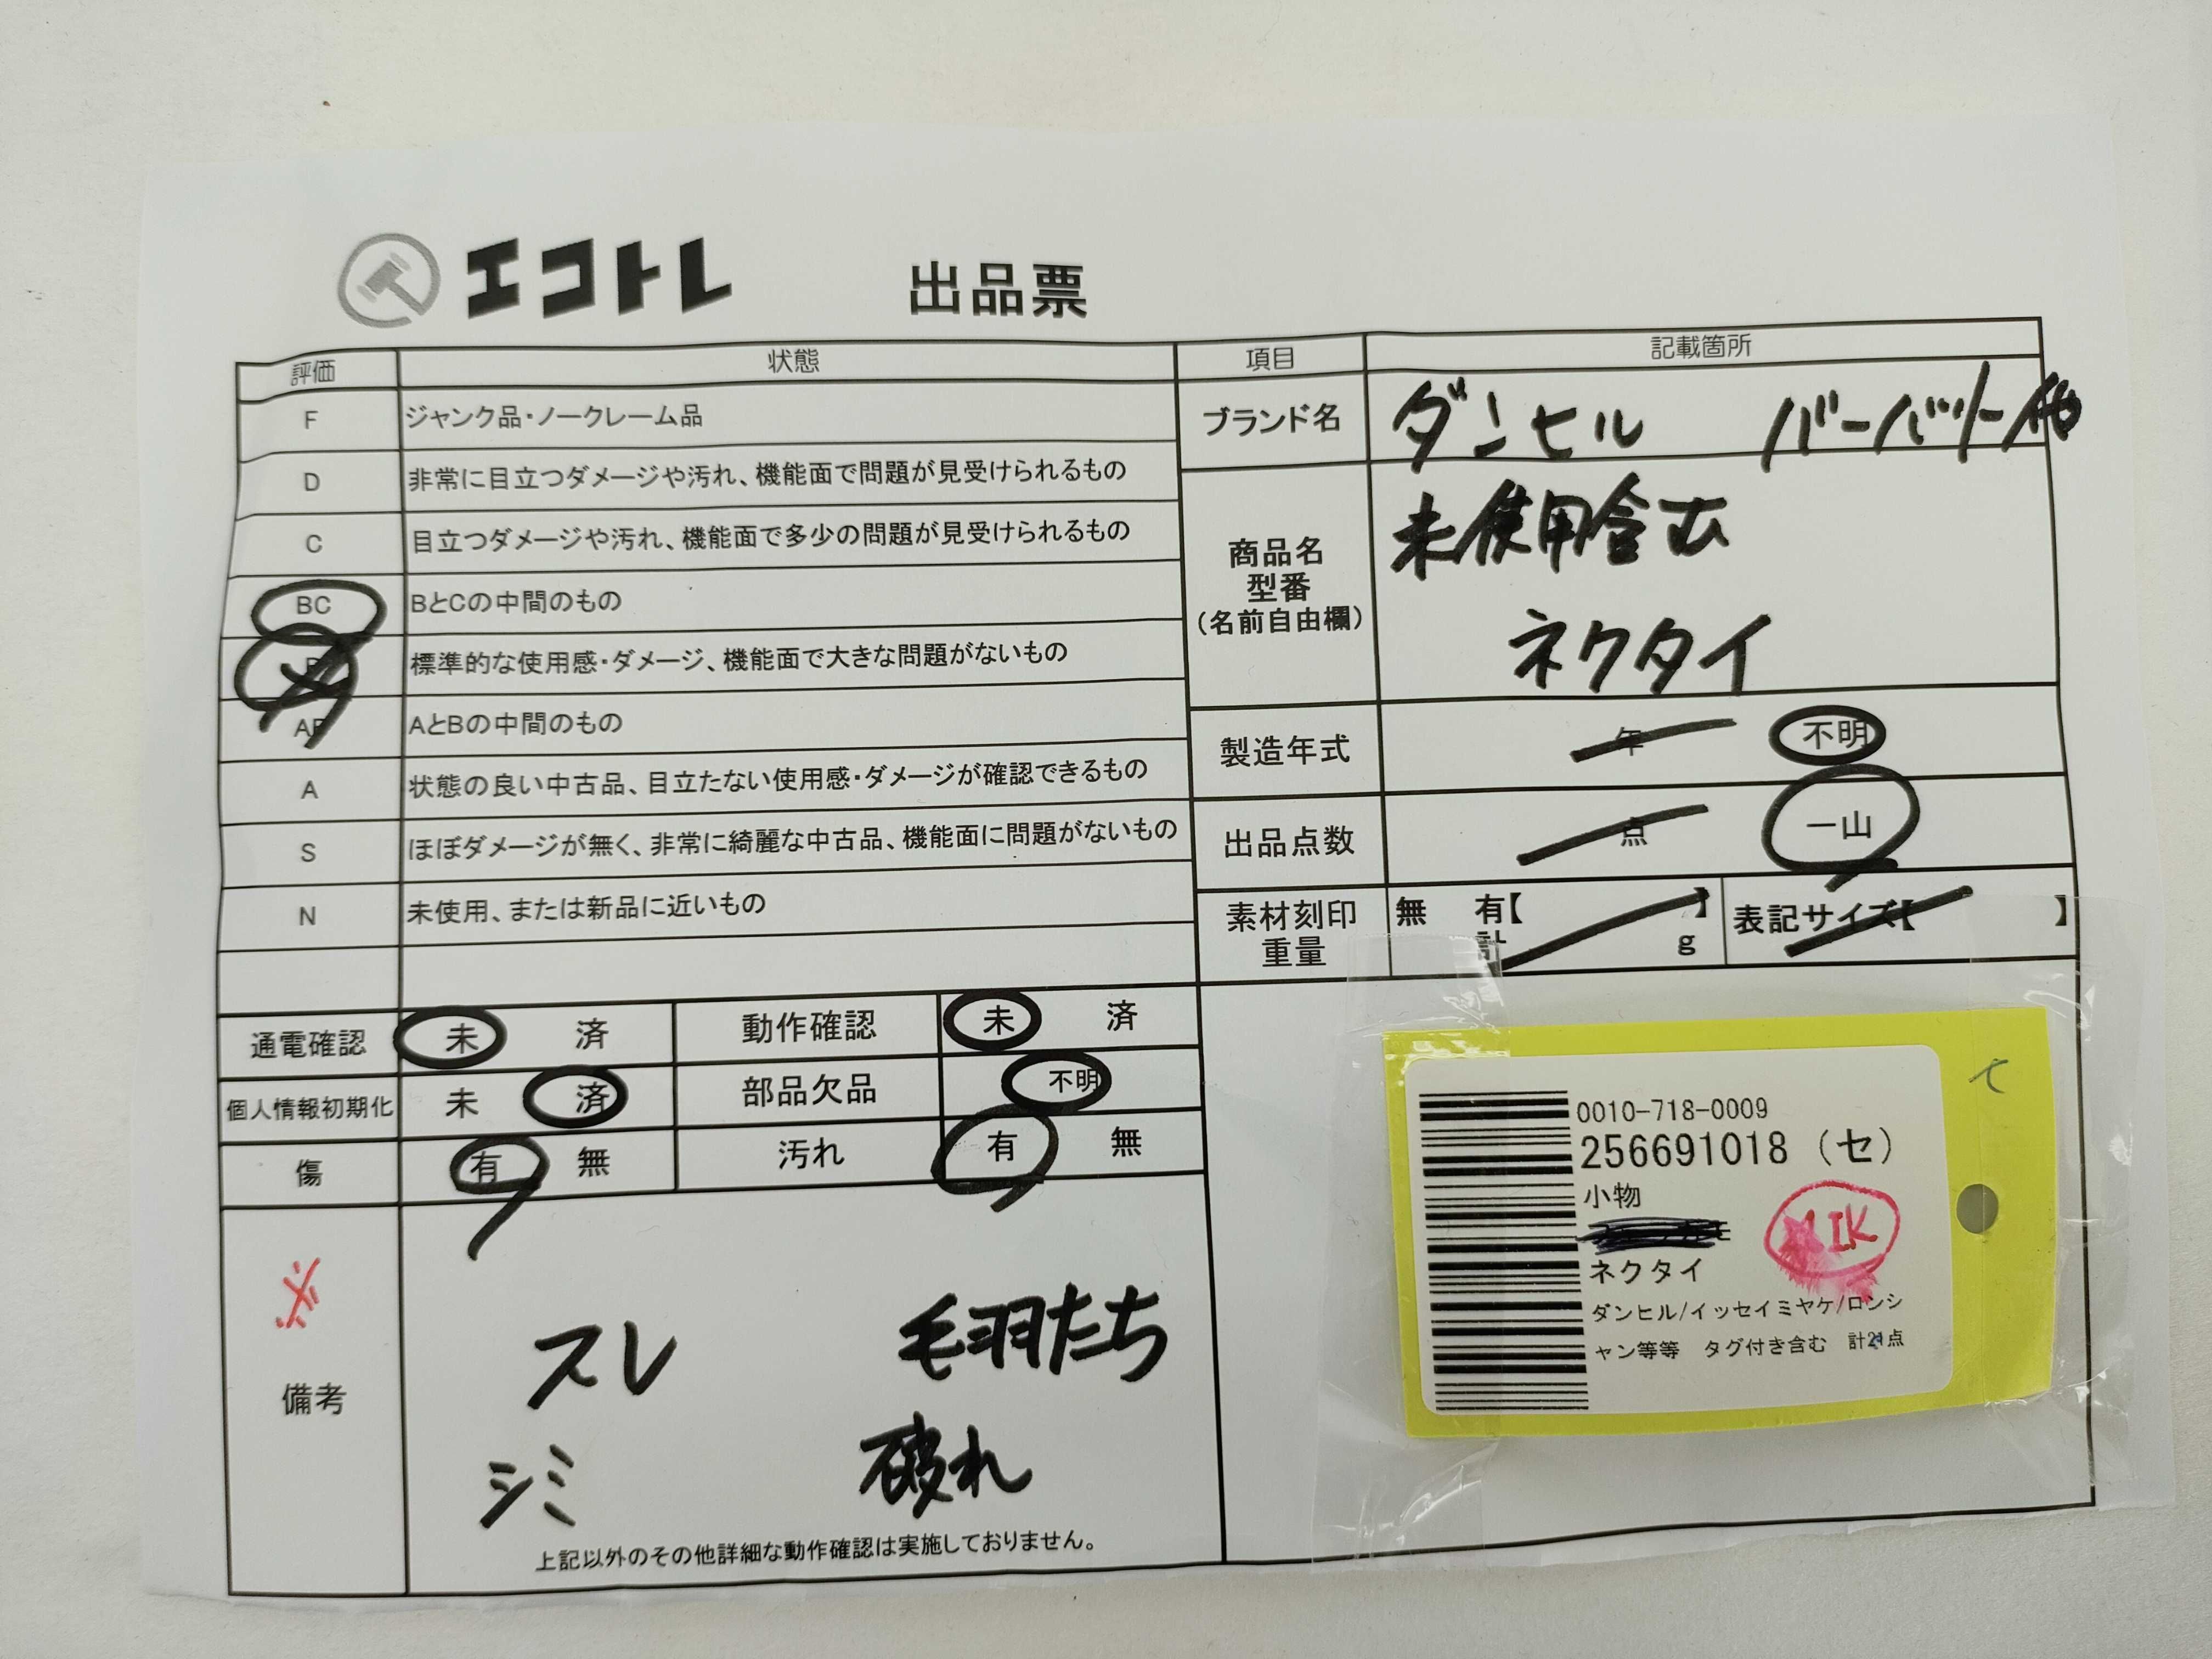 エコトレ 出品票
評価 状態 項目 記載箇所
F ジャンク品・ノークレーム品
D 非常に目立つダメージや汚れ、機能面で問題が見受けられるもの
C 目立つダメージや汚れ、機能面で多少の問題が見受けられるもの
BC BとCの中間のもの
B 標準的な使用感・ダメージ、機能面で大きな問題がないもの
AB AとBの中間のもの
A 状態の良い中古品、目立たない使用感・ダメージが確認できるもの
S ほぼダメージが無く、非常に綺麗な中古品、機能面に問題がないもの
N 未使用、または新品に近いもの
ブランド名 ダンヒル バーバリー他
商品名
型番
(名前自由欄)
未使用含む
ネクタイ
製造年式 年 不明
出品点数 点 一山
素材刻印
重量
無 有【 】
計 g
表記サイズ【 】
通電確認 未 済 動作確認 未 済
個人情報初期化 未 済 部品欠品 不明
傷 有 無 汚れ 有 無
備考
スレ 毛羽たち
シミ 破れ
上記以外のその他詳細な動作確認は実施しておりません。
0010-718-0009
256691018 (セ)
小物
1K
ネクタイ
ダンヒル/イッセイミヤケ/ロンシ
ャン等等 タグ付き含む 計21点